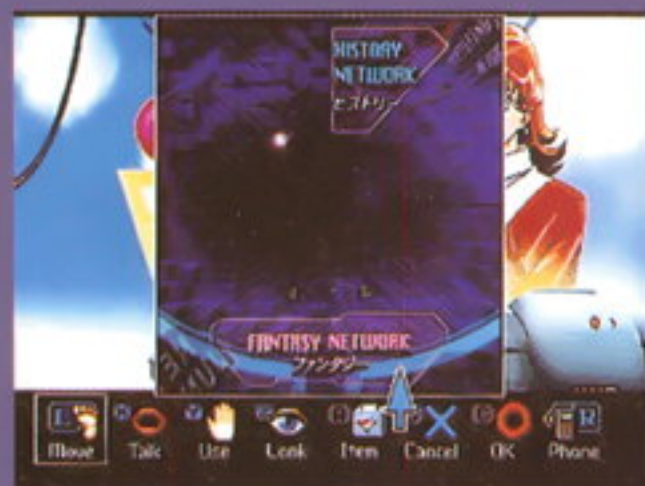 HISTORY
NETWORK
ヒストリー
FANTASY NETWORK
ファンタジー
L
R
Move
Talk
Use
Look
Item
Cancel
OK
Phone